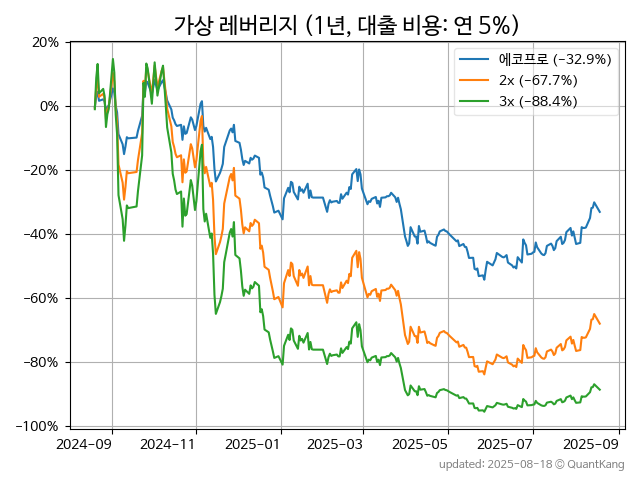 가상 레버리지 (1년, 대출 비용: 연 5%)
에코프로 (-32.9%)
2x (-67.7%)
3x (-88.4%)
20%
0%
-20%
-40%
-60%
-80%
-100%
2024-09 2024-11 2025-01 2025-03 2025-05 2025-07 2025-09
updated: 2025-08-18 © QuantKang